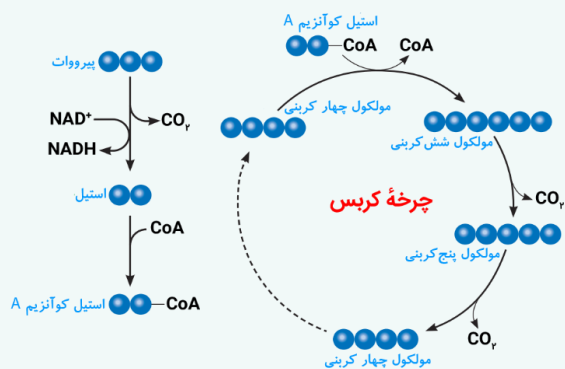 پیرووات
NAD⁺
CO۲
NADH
استیل
CoA
استیل کوآنزیم A
CoA
استیل کوآنزیم A
CoA
CoA
مولکول چهار کربنی
مولکول شش کربنی
CO۲
چرخهٔ کربس
مولکول پنج کربنی
CO۲
مولکول چهار کربنی